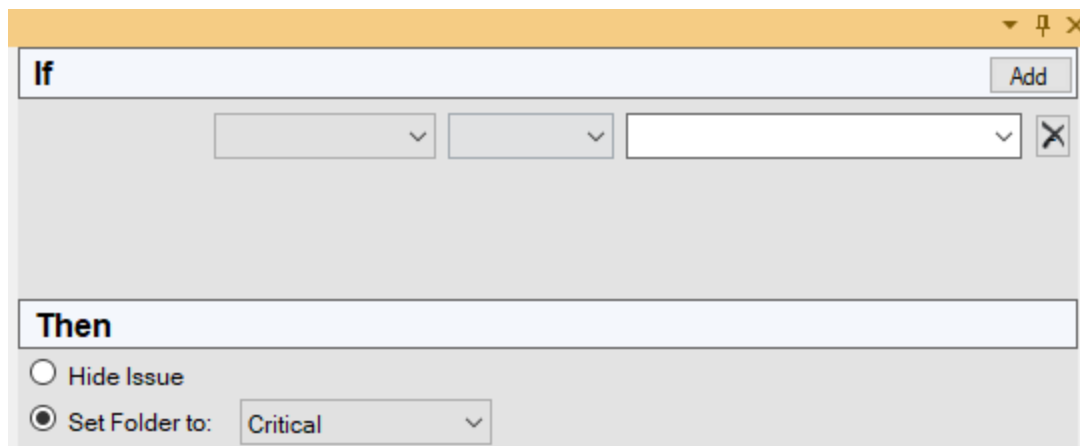 If
Add
Then
Hide Issue
Set Folder to: Critical